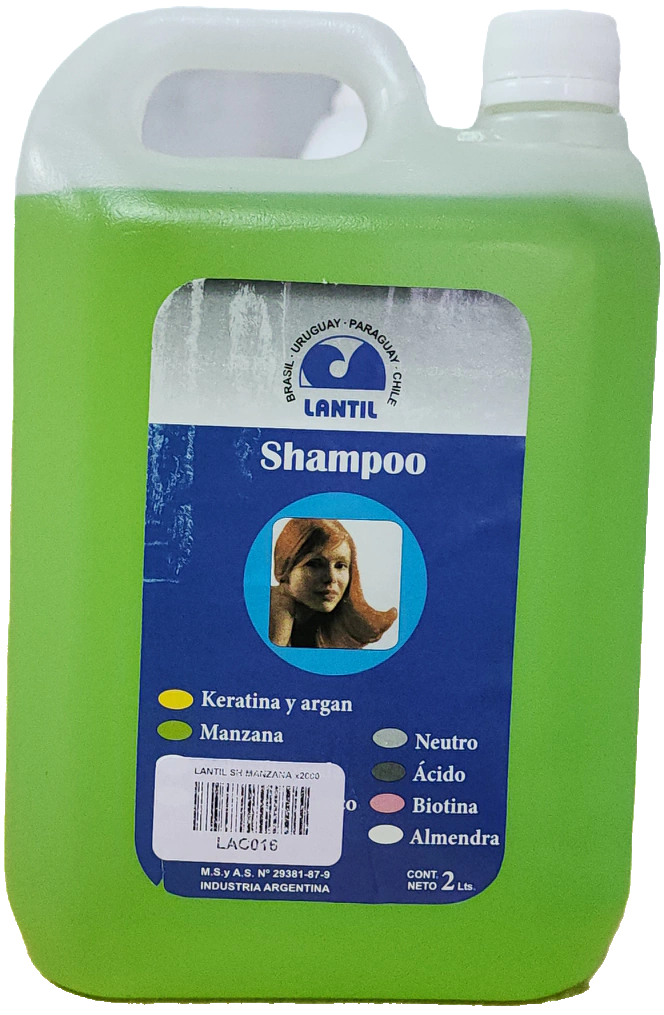 BRASIL · URUGUAY · PARAGUAY · CHILE
LANTIL
Shampoo
Keratina y argan
Manzana
Neutro
Ácido
Biotina
Almendra
LANTIL SH MANZANA x2000
LAC016
M.S.y A.S. Nº 29381-87-9
INDUSTRIA ARGENTINA
CONT.
NETO 2 Lts.